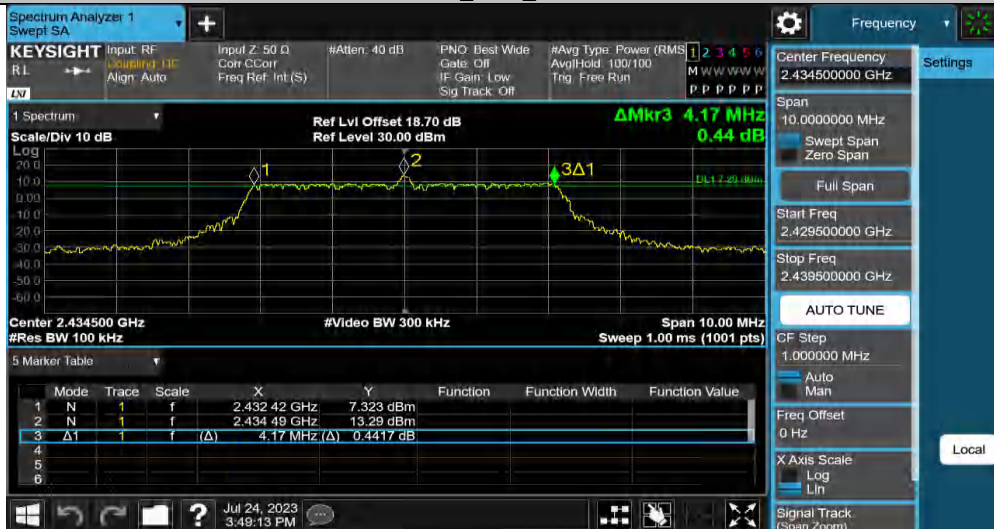 Spectrum Analyzer 1
Swept SA
+
Frequency
KEYSIGHT
RL
LXI
Input: RF
Coupling: DC
Align: Auto
Input Z: 50 Ω
Corr CCorr
Freq Ref: Int (S)
#Atten: 40 dB
PNO: Best Wide
Gate: Off
IF Gain: Low
Sig Track: Off
#Avg Type: Power (RMS
Avg|Hold: 100/100
Trig: Free Run
1 2 3 4 5 6
M W W W W W
P P P P P P
1 Spectrum
Scale/Div 10 dB
Ref Lvl Offset 18.70 dB
Ref Level 30.00 dBm
ΔMkr3 4.17 MHz
0.44 dB
Log
20.0
10.0
0.00
-10.0
-20.0
-30.0
-40.0
-50.0
-60.0
1
2
3Δ1
DL1 7.29 dBm
Center 2.434500 GHz
#Res BW 100 kHz
#Video BW 300 kHz
Span 10.00 MHz
Sweep 1.00 ms (1001 pts)
5 Marker Table
Mode Trace Scale X Y Function Function Width Function Value
1 N 1 f 2.432 42 GHz 7.323 dBm
2 N 1 f 2.434 49 GHz 13.29 dBm
3 Δ1 1 f (Δ) 4.17 MHz (Δ) 0.4417 dB
4
5
6
?
Jul 24, 2023
3:49:13 PM
Center Frequency
2.434500000 GHz
Span
10.0000000 MHz
Swept Span
Zero Span
Full Span
Start Freq
2.429500000 GHz
Stop Freq
2.439500000 GHz
AUTO TUNE
CF Step
1.000000 MHz
Auto
Man
Freq Offset
0 Hz
X Axis Scale
Log
Lin
Signal Track
(Span Zoom)
Settings
Local